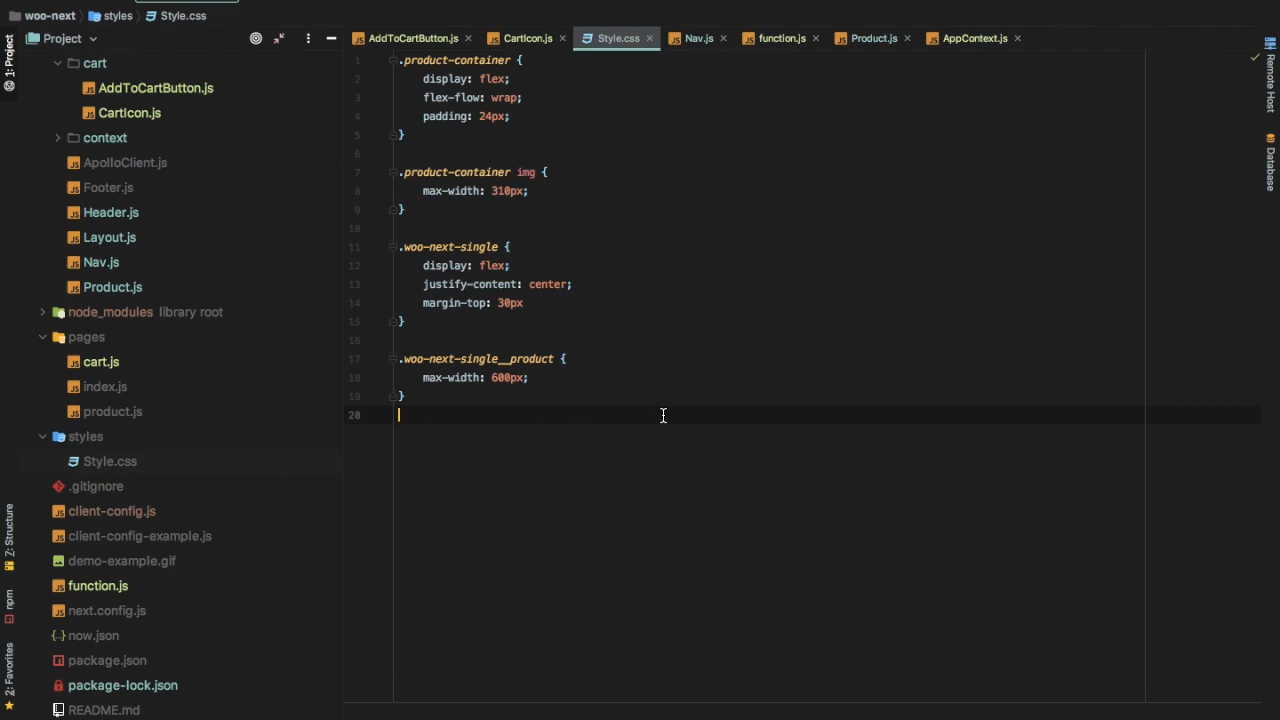 woo-next
styles
Style.css
Project
AddToCartButton.js
CartIcon.js
Style.css
Nav.js
function.js
Product.js
AppContext.js
1: Project
Z: Structure
npm
2: Favorites
cart
AddToCartButton.js
CartIcon.js
context
ApolloClient.js
Footer.js
Header.js
Layout.js
Nav.js
Product.js
node_modules library root
pages
cart.js
index.js
product.js
styles
Style.css
.gitignore
client-config.js
client-config-example.js
demo-example.gif
function.js
next.config.js
now.json
package.json
package-lock.json
README.md
1 .product-container {
2 display: flex;
3 flex-flow: wrap;
4 padding: 24px;
5 }
6
7 .product-container img {
8 max-width: 310px;
9 }
10
11 .woo-next-single {
12 display: flex;
13 justify-content: center;
14 margin-top: 30px
15 }
16
17 .woo-next-single__product {
18 max-width: 600px;
19 }
20
Remote Host
Database